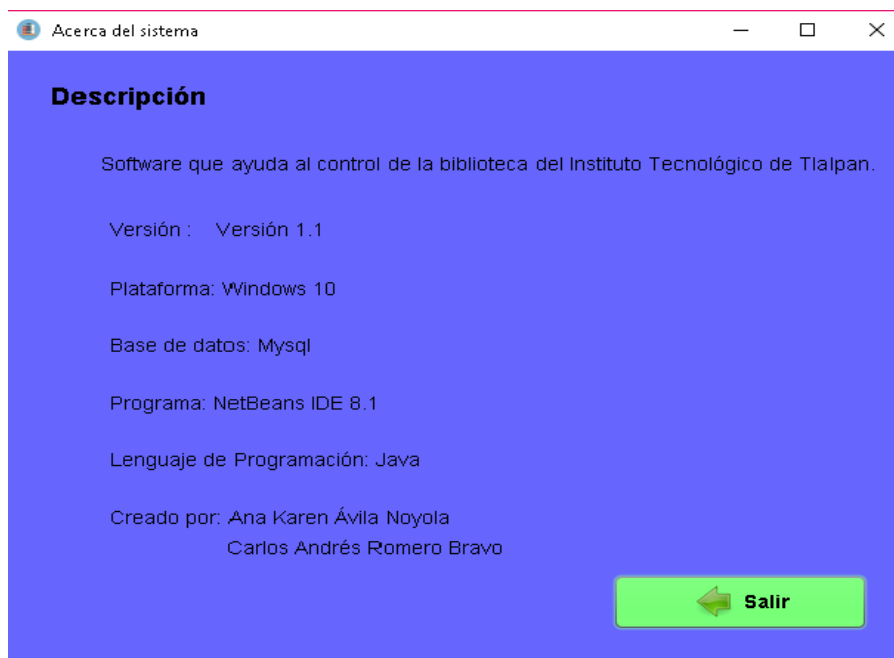 Acerca del sistema
Descripción
Software que ayuda al control de la biblioteca del Instituto Tecnológico de Tlalpan.
Versión : Versión 1.1
Plataforma: Windows 10
Base de datos: Mysql
Programa: NetBeans IDE 8.1
Lenguaje de Programación: Java
Creado por: Ana Karen Ávila Noyola
Carlos Andrés Romero Bravo
Salir